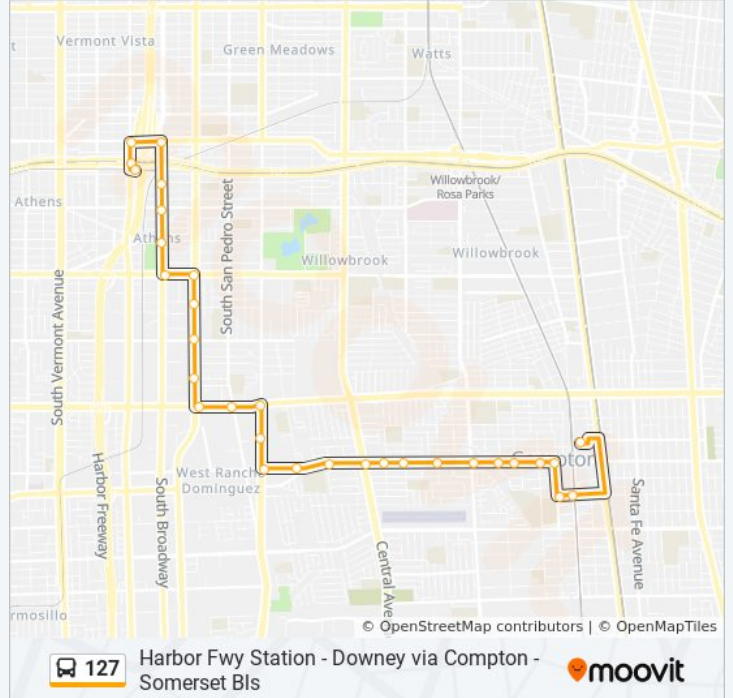 Vermont Vista
Green Meadows
Watts
t
Willowbrook/
Rosa Parks
Athens
South San Pedro Street
Athens
Willowbrook
Willowbrook
South Vermont Avenue
Compton
West Rancho
Dominguez
Harbor Freeway
South Broadway
Santa Fe Avenue
Central Ave
rmosillo
© OpenStreetMap contributors | © OpenMapTiles
127
Harbor Fwy Station - Downey via Compton -
Somerset Bls
moovit